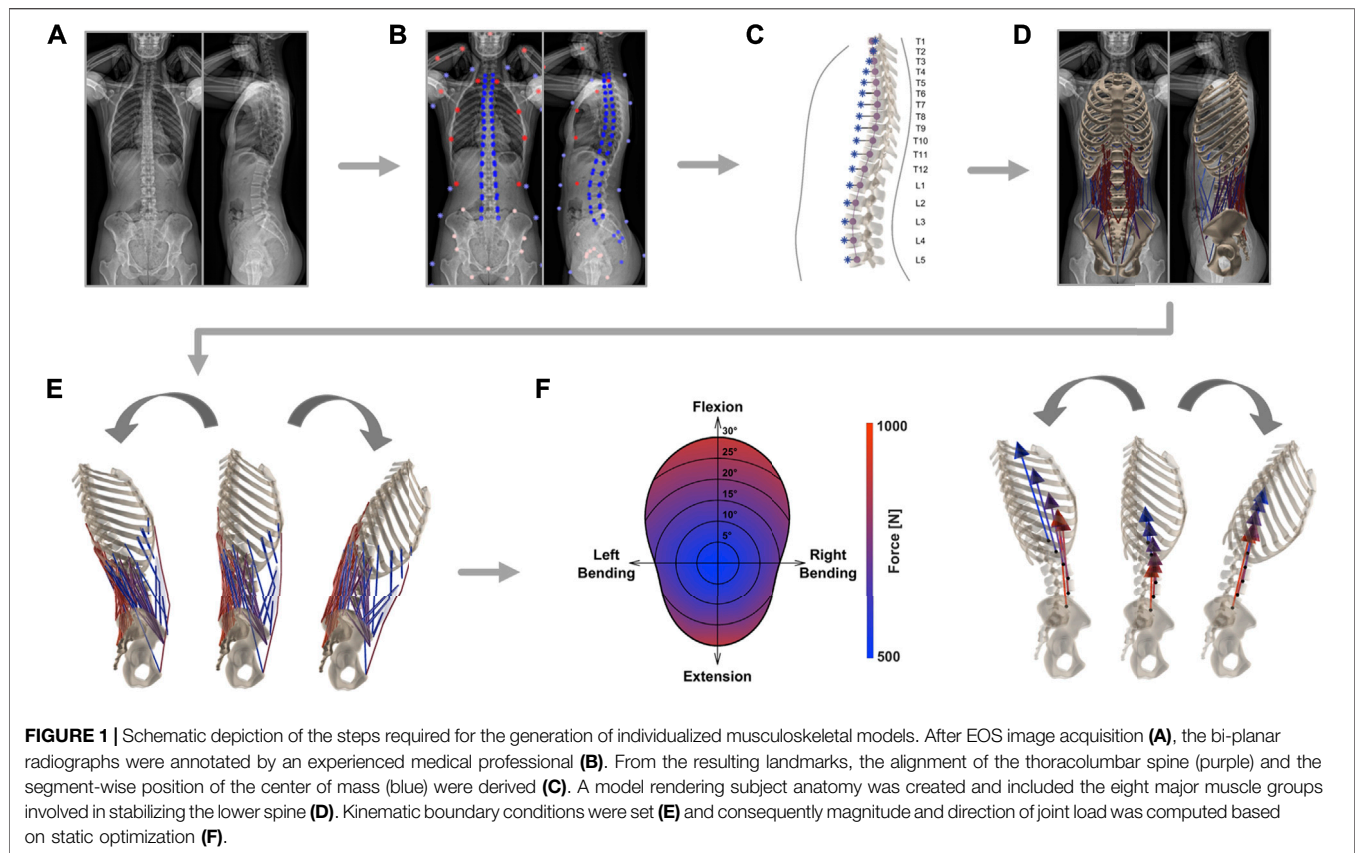 A
B
C
D
T1
T2
T3
T4
T5
T6
T7
T8
T9
T10
T11
T12
L1
L2
L3
L4
L5
E
F
Flexion
30°
25°
20°
15°
10°
5°
Left
Bending
Right
Bending
Extension
1000
Force [N]
500
FIGURE 1 | Schematic depiction of the steps required for the generation of individualized musculoskeletal models. After EOS image acquisition (A), the bi-planar
radiographs were annotated by an experienced medical professional (B). From the resulting landmarks, the alignment of the thoracolumbar spine (purple) and the
segment-wise position of the center of mass (blue) were derived (C). A model rendering subject anatomy was created and included the eight major muscle groups
involved in stabilizing the lower spine (D). Kinematic boundary conditions were set (E) and consequently magnitude and direction of joint load was computed based
on static optimization (F).